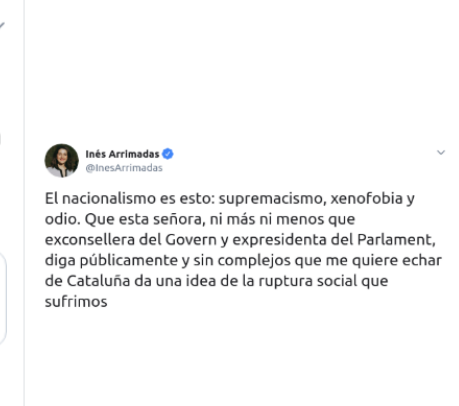 Inés Arrimadas
@InesArrimadas
El nacionalismo es esto: supremacismo, xenofobia y
odio. Que esta señora, ni más ni menos que
exconsellera del Govern y expresidenta del Parlament,
diga públicamente y sin complejos que me quiere echar
de Cataluña da una idea de la ruptura social que
sufrimos